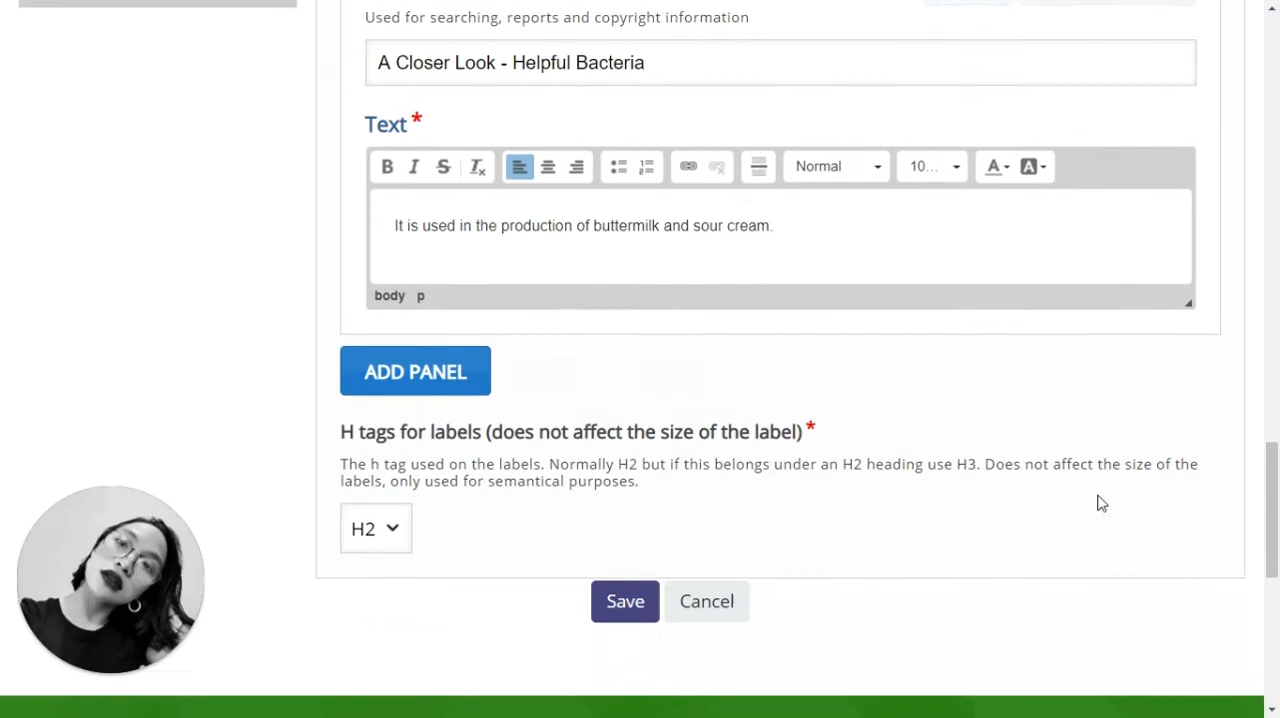 Used for searching, reports and copyright information
A Closer Look - Helpful Bacteria
Text *
B I S Tx Normal 10... A A
It is used in the production of buttermilk and sour cream.
body p
ADD PANEL
H tags for labels (does not affect the size of the label) *
The h tag used on the labels. Normally H2 but if this belongs under an H2 heading use H3. Does not affect the size of the
labels, only used for semantical purposes.
H2
Save Cancel